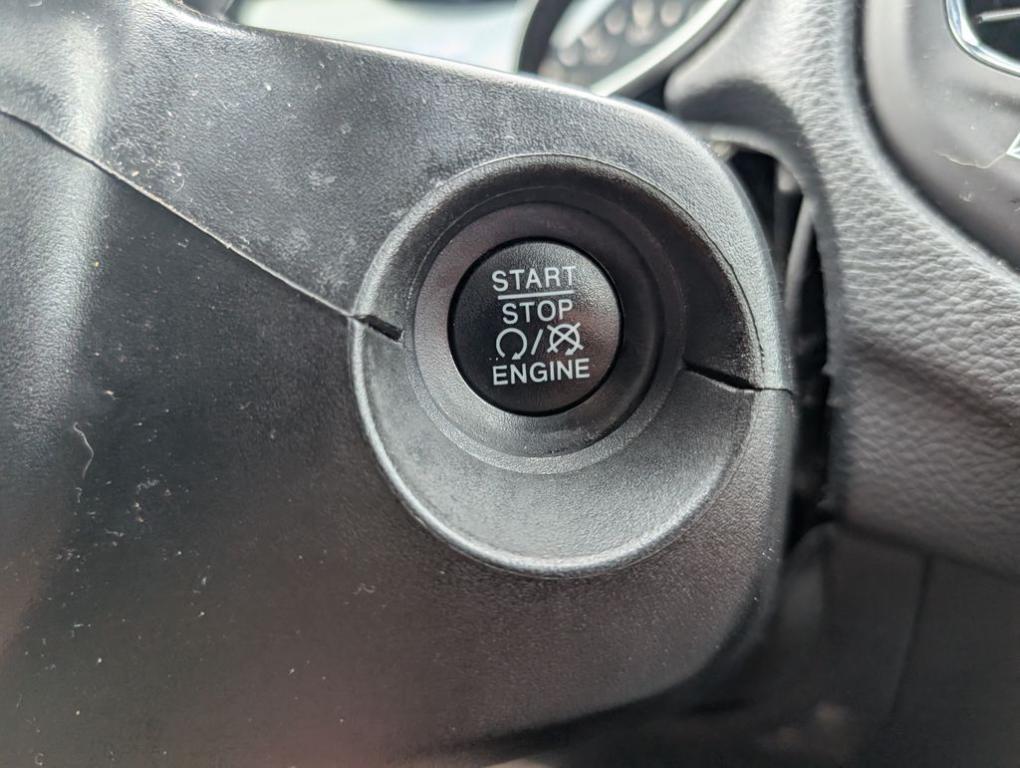 START
STOP
/
ENGINE